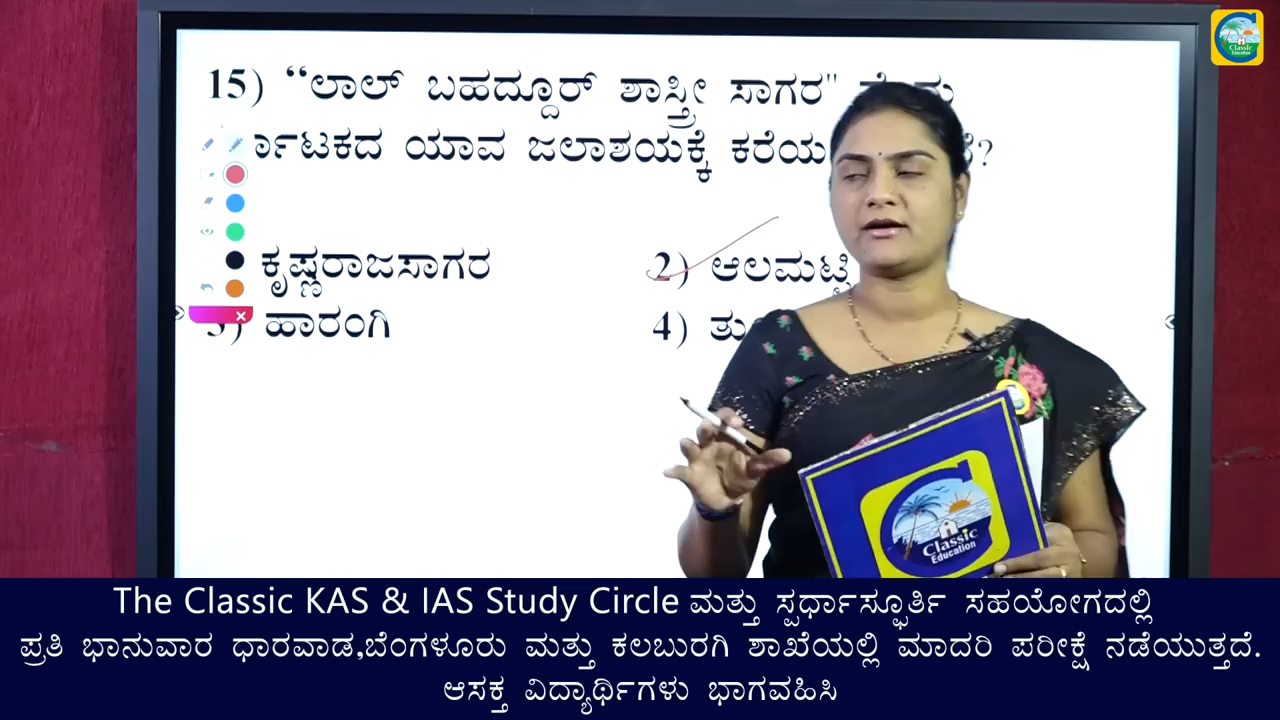 Classic
Education
15) “ಲಾಲ್ ಬಹದ್ದೂರ್ ಶಾಸ್ತ್ರೀ ಸಾಗರ"
ಯಾವ ಜಲಾಶಯಕ್ಕೆ
ಕೃಷ್ಣರಾಜಸಾಗರ 2) ಆಲಮಟ್ಟಿ
3) ಹಾರಂಗಿ 4)
Classic
Education
The Classic KAS & IAS Study Circle ಮತ್ತು ಸ್ಪರ್ಧಾಸ್ಫೂರ್ತಿ ಸಹಯೋಗದಲ್ಲಿ
ಪ್ರತಿ ಭಾನುವಾರ ಧಾರವಾಡ,ಬೆಂಗಳೂರು ಮತ್ತು ಕಲಬುರಗಿ ಶಾಖೆಯಲ್ಲಿ ಮಾದರಿ ಪರೀಕ್ಷೆ ನಡೆಯುತ್ತದೆ.
ಆಸಕ್ತ ವಿದ್ಯಾರ್ಥಿಗಳು ಭಾಗವಹಿಸಿ